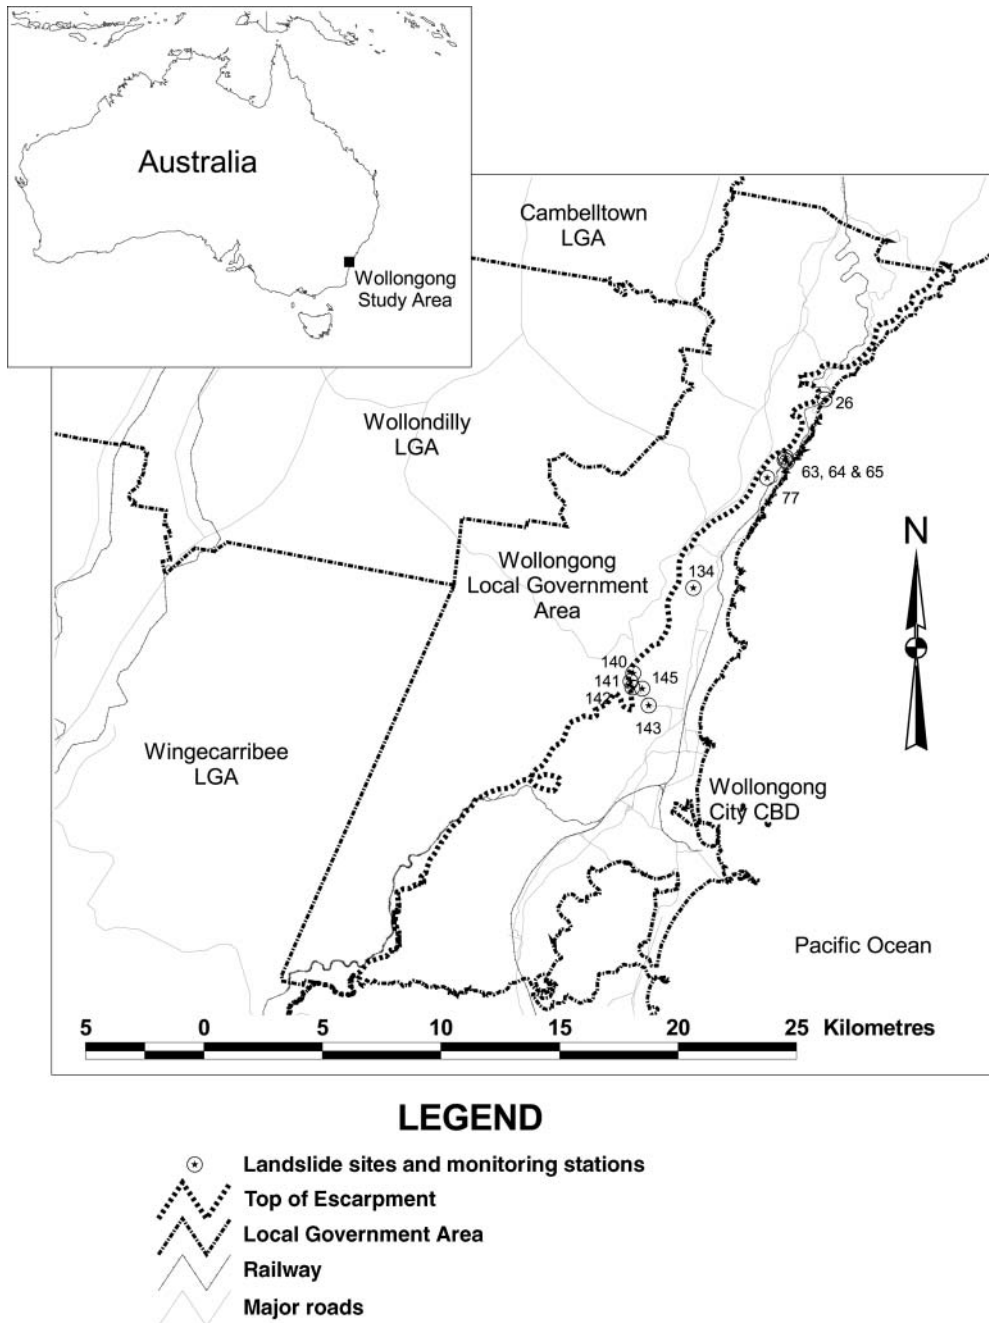 Australia
Wollongong
Study Area
Cambelltown
LGA
26
Wollondilly
LGA
63, 64 & 65
77
N
Wollongong
Local Government
Area
134
140
141
145
142
143
Wingecarribee
LGA
Wollongong
City CBD
Pacific Ocean
5 0 5 10 15 20 25 Kilometres
LEGEND
Landslide sites and monitoring stations
Top of Escarpment
Local Government Area
Railway
Major roads